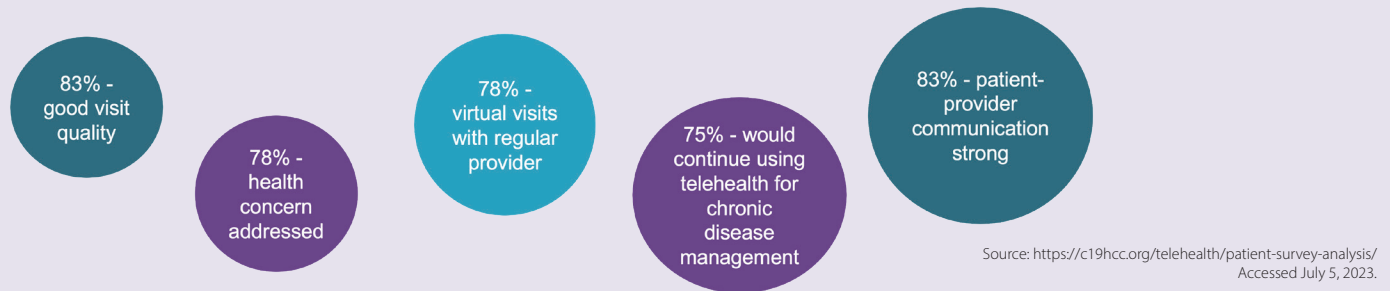 83% -
good visit
quality
78% -
health
concern
addressed
78% -
virtual visits
with regular
provider
75% - would
continue using
telehealth for
chronic
disease
management
83% - patient-
provider
communication
strong
Source: https://c19hcc.org/telehealth/patient-survey-analysis/
Accessed July 5, 2023.